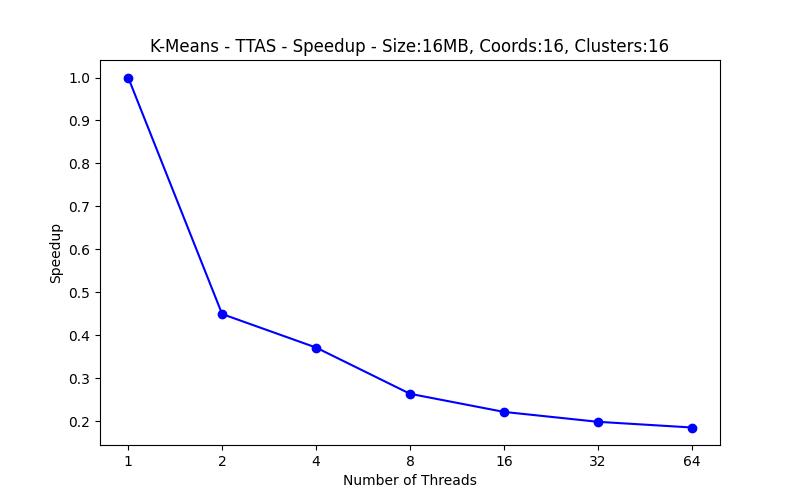 K-Means - TTAS - Speedup - Size:16MB, Coords:16, Clusters:16
Speedup
1.0
0.9
0.8
0.7
0.6
0.5
0.4
0.3
0.2
1 2 4 8 16 32 64
Number of Threads